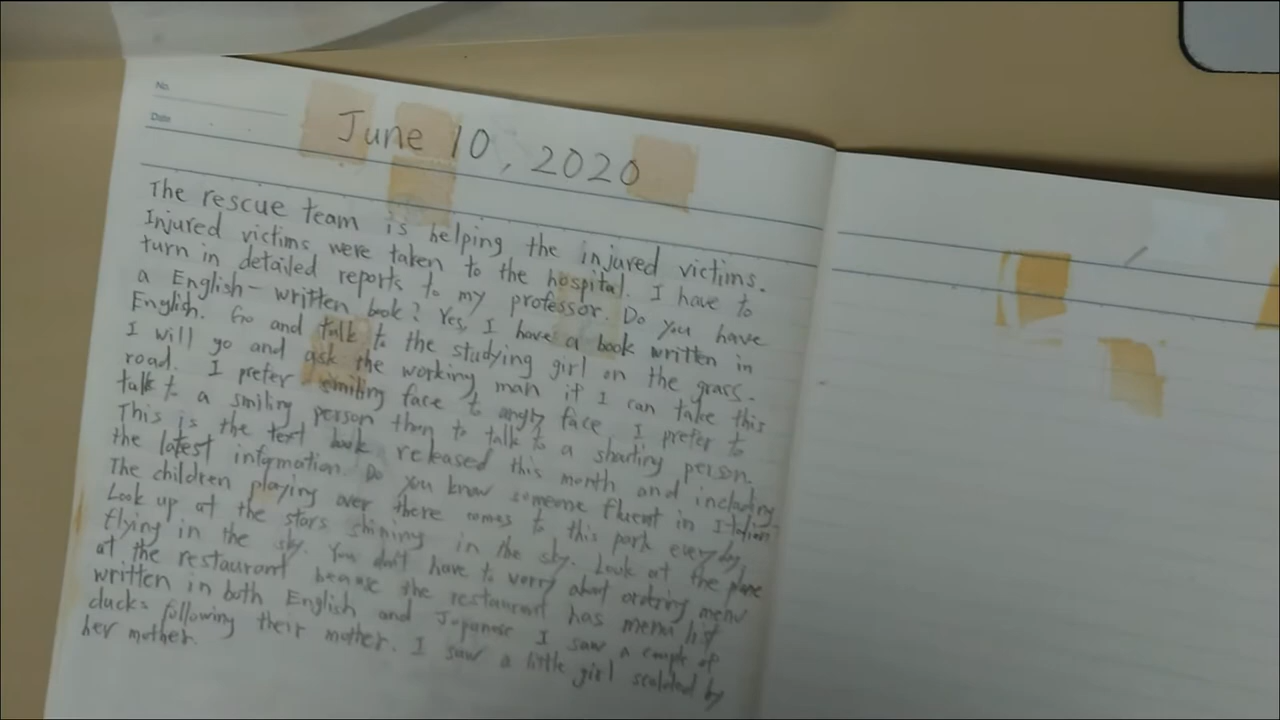 No.
Date
June 10, 2020
The rescue team is helping the injured victims.
Injured victims were taken to the hospital. I have to
turn in detailed reports to my professor. Do you have
a English-written book? Yes, I have a book written in
English. Go and talk to the studying girl on the grass.
I will go and ask the working man if I can take this
road. I prefer smiling face to angry face. I prefer to
talk to a smiling person then to talk to a shouting person.
This is the text book released this month and including
the latest information. Do you know someone fluent in Italian
The children playing over there comes to this park everyday.
Look up at the stars shining in the sky. Look at the plane
flying in the sky. You don't have to worry about ordering menu
at the restaurant because the restaurant has menu list
written in both English and Japanese I saw a couple of
ducks following their mother. I saw a little girl scolded by
her mother.